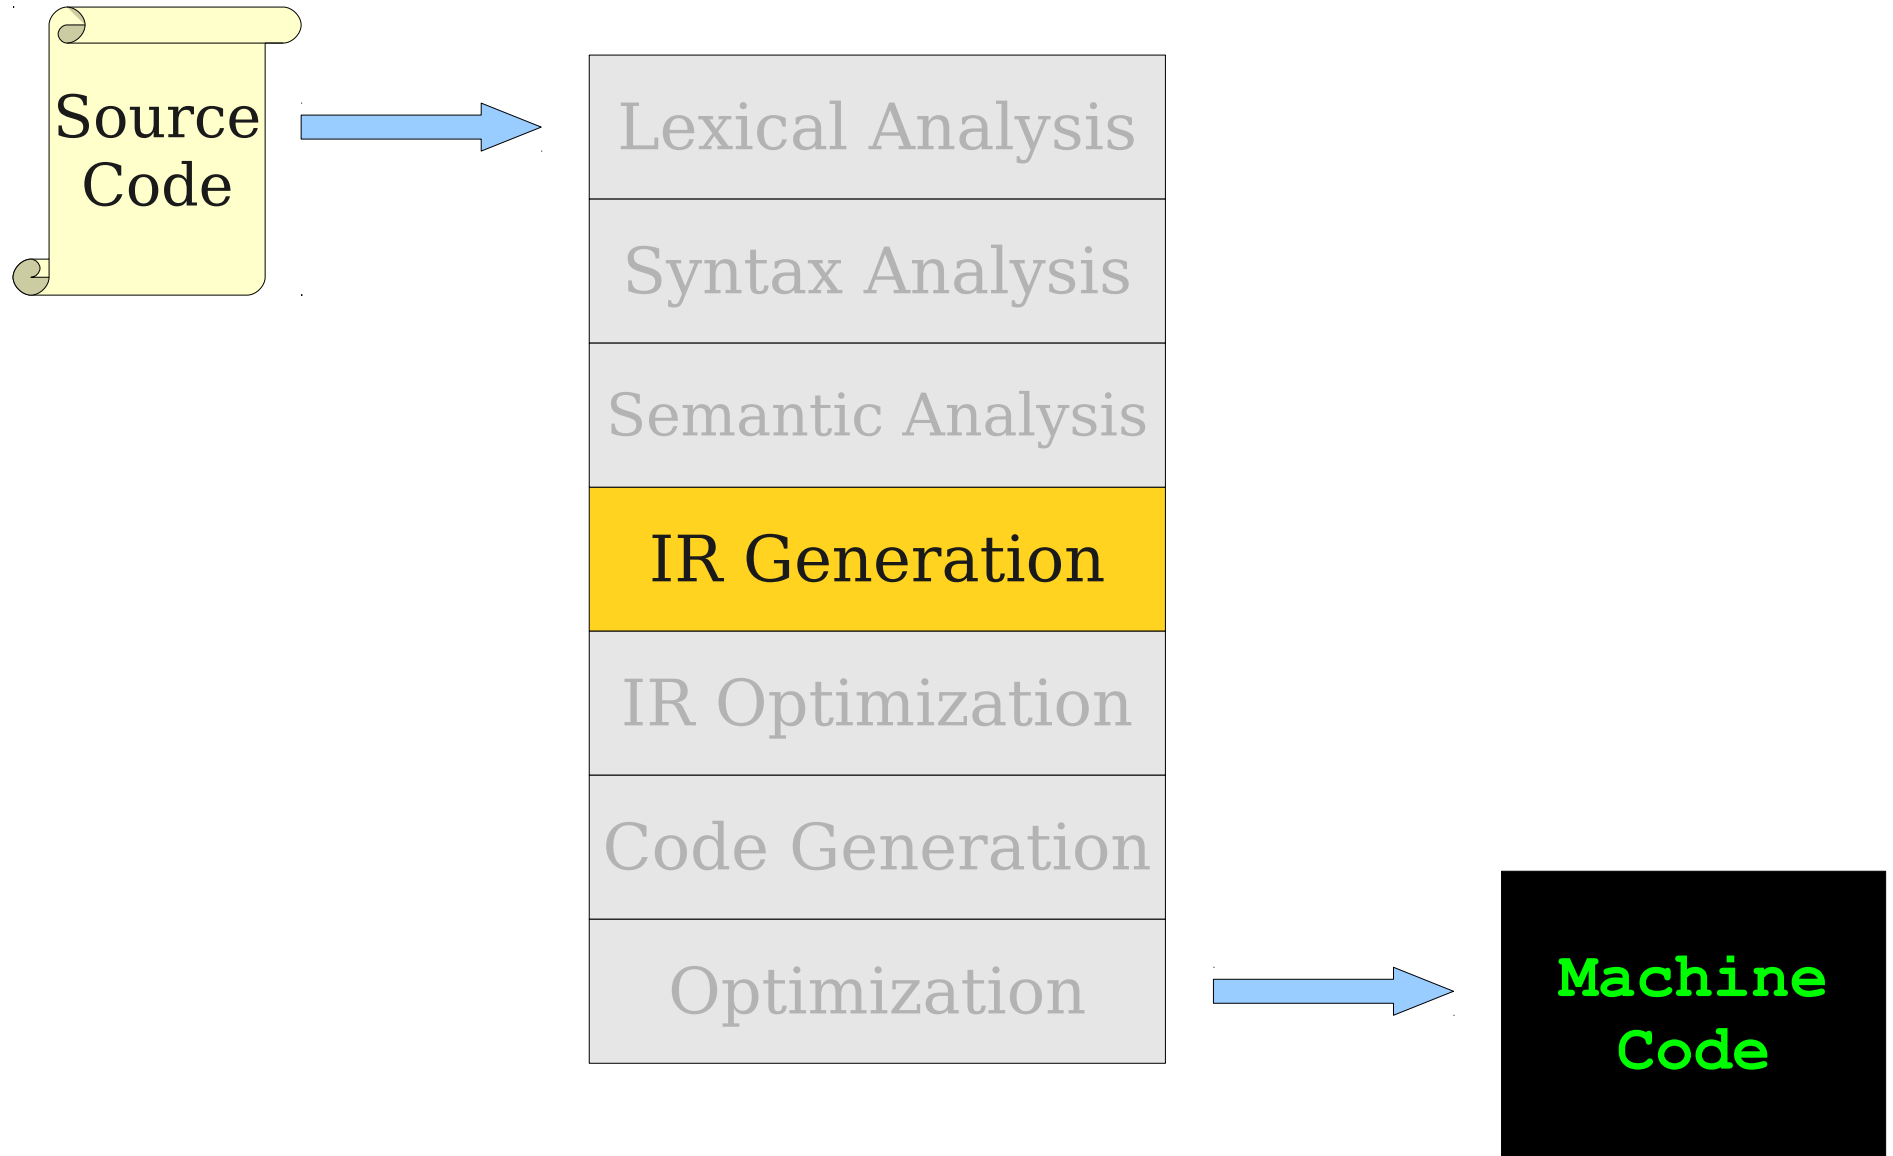 Source
Code
Lexical Analysis
Syntax Analysis
Semantic Analysis
IR Generation
IR Optimization
Code Generation
Optimization
Machine
Code